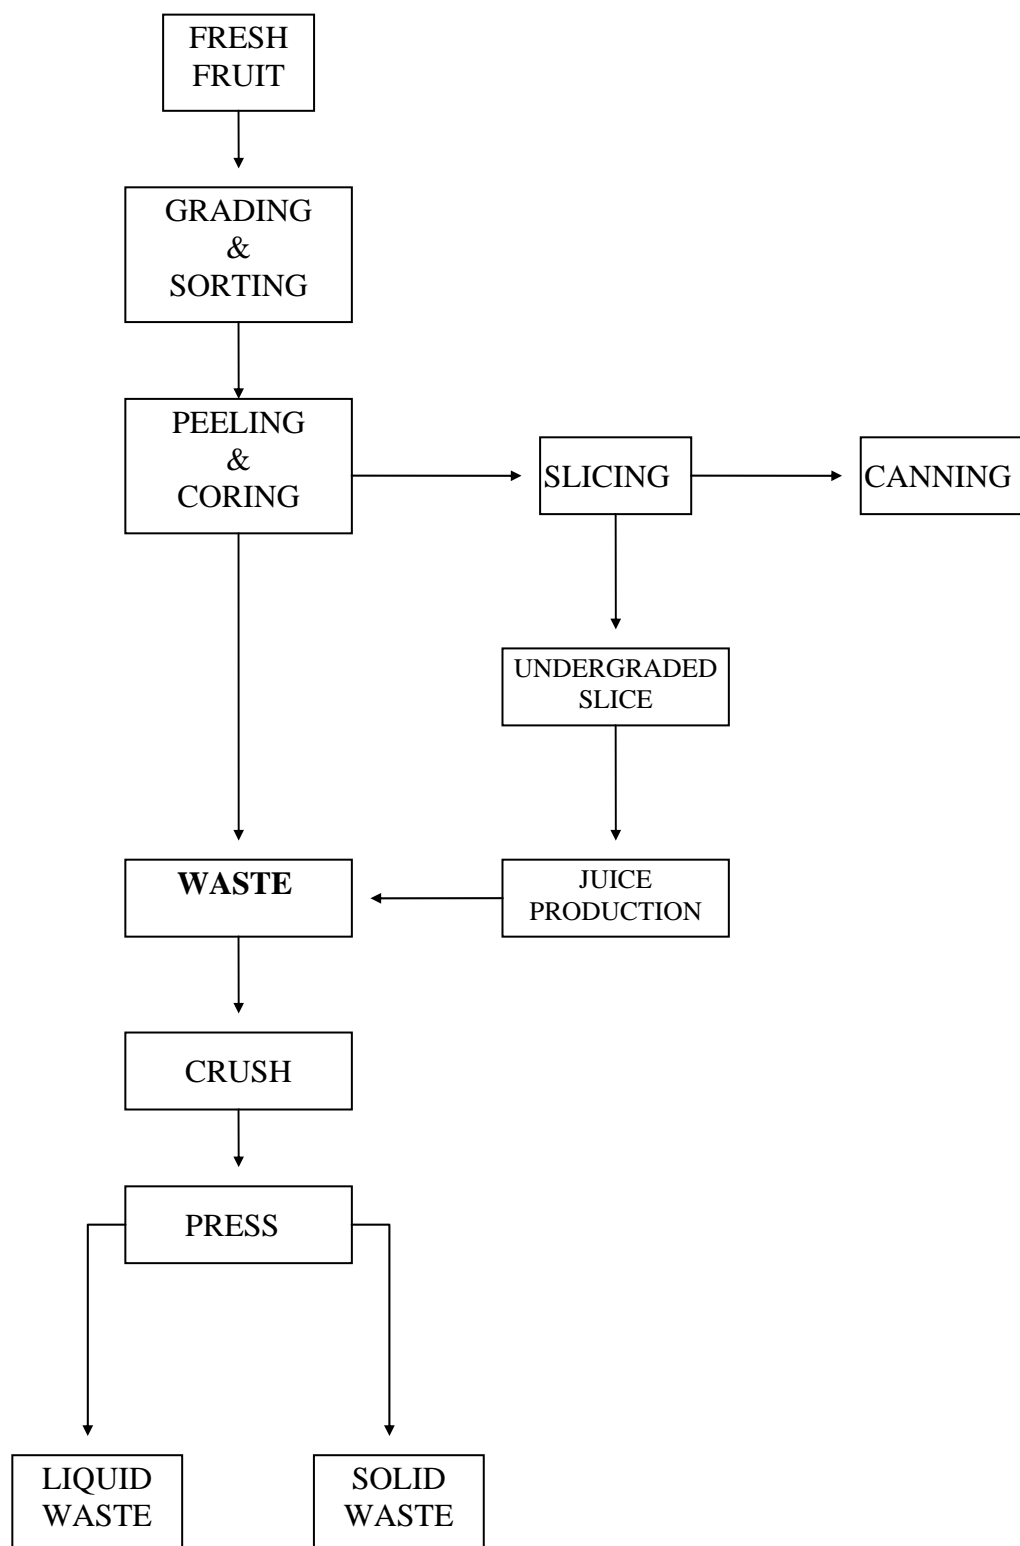 FRESH
FRUIT
GRADING
&
SORTING
PEELING
&
CORING
SLICING
CANNING
UNDERGRADED
SLICE
WASTE
JUICE
PRODUCTION
CRUSH
PRESS
LIQUID
WASTE
SOLID
WASTE